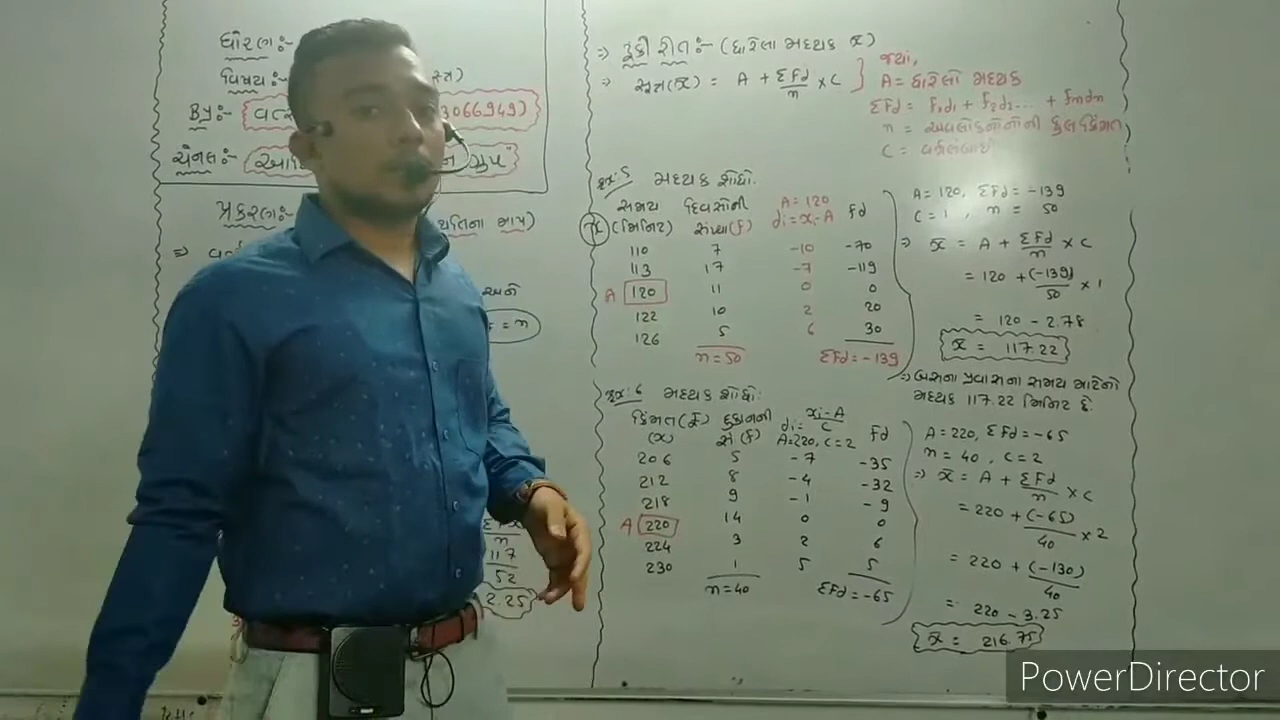 ધોરણ :-
વિષય :-
સ્ત્ર)
By :-
3066949)
ચેનલ :-
ગ્રુપ
પ્રકરણ :-
સ્થિતિના માપ)
અને
= n
n
117
52
2.25
⇒ ટુંકી રીત :- (ધારેલા મધ્યક
⇒ સૂત્ર (x̄) = A + Σfd/n × C
જ્યાં,
A = ધારેલો મધ્યક
Σfd = f₁d₁ + f₂d₂... + fndn
n = અવલોકનોની કુલ કિંમત
C = વર્ગલંબાઈ
5 મધ્યક શોધો.
સમય દિવસોની A = 120
(x) (મિનિટ) સંખ્યા (f) di = xi - A fd
110 7 -10 -70
113 17 -7 -119
A 120 11 0 0
122 10 2 20
126 5 6 30
n = 50 Σfd = -139
A = 120, Σfd = -139
C = 1, n = 50
⇒ x̄ = A + Σfd/n × C
= 120 + (-139)/50 × 1
= 120 - 2.78
x̄ = 117.22
⇒ બસના પ્રવાસના સમય માટેનો
મધ્યક 117.22 મિનિટ છે.
6 મધ્યક શોધો.
કિંમત (₹) દુકાનની di = xi - A/C
(x) સં (f) A = 220, C = 2 fd
206 5 -7 -35
212 8 -4 -32
218 9 -1 -9
A 220 14 0 0
224 3 2 6
230 1 5 5
n = 40 Σfd = -65
A = 220, Σfd = -65
n = 40, C = 2
⇒ x̄ = A + Σfd/n × C
= 220 + (-65)/40 × 2
= 220 + (-130)/40
= 220 - 3.25
x̄ = 216.75
PowerDirector